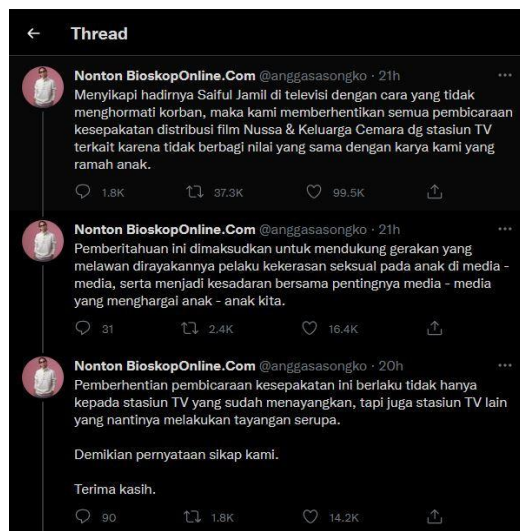 ← Thread
Nonton BioskopOnline.Com @anggasasongko · 21h
Menyikapi hadirnya Saiful Jamil di televisi dengan cara yang tidak
menghormati korban, maka kami memberhentikan semua pembicaraan
kesepakatan distribusi film Nussa & Keluarga Cemara dg stasiun TV
terkait karena tidak berbagi nilai yang sama dengan karya kami yang
ramah anak.
1.8K 37.3K 99.5K
Nonton BioskopOnline.Com @anggasasongko · 21h
Pemberitahuan ini dimaksudkan untuk mendukung gerakan yang
melawan dirayakannya pelaku kekerasan seksual pada anak di media -
media, serta menjadi kesadaran bersama pentingnya media - media
yang menghargai anak - anak kita.
31 2.4K 16.4K
Nonton BioskopOnline.Com @anggasasongko · 20h
Pemberhentian pembicaraan kesepakatan ini berlaku tidak hanya
kepada stasiun TV yang sudah menayangkan, tapi juga stasiun TV lain
yang nantinya melakukan tayangan serupa.
Demikian pernyataan sikap kami.
Terima kasih.
90 1.8K 14.2K